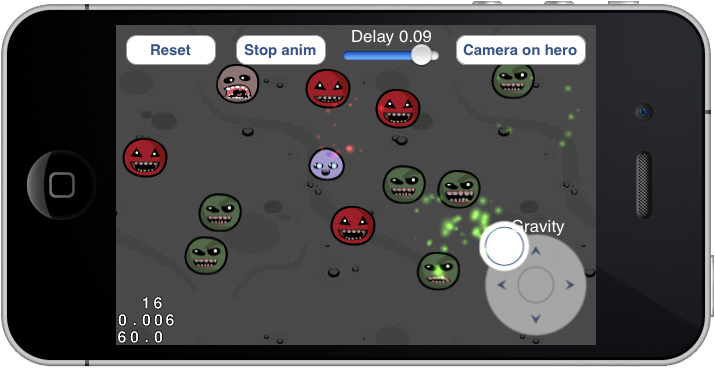 Delay 0.09
Reset
Stop anim
Camera on hero
Gravity
16
0.006
60.0